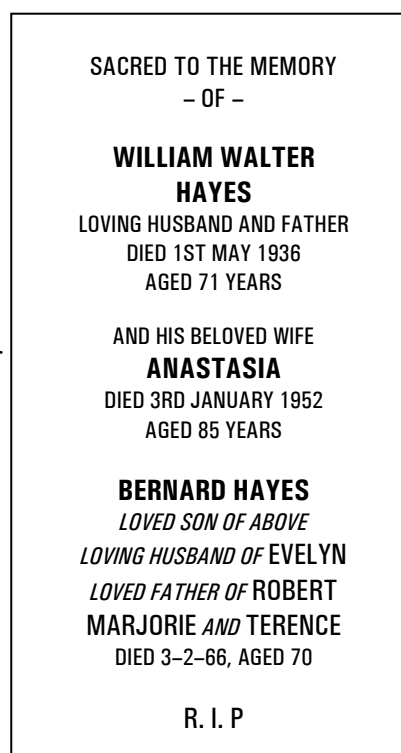 SACRED TO THE MEMORY
– OF –
WILLIAM WALTER
HAYES
LOVING HUSBAND AND FATHER
DIED 1ST MAY 1936
AGED 71 YEARS
AND HIS BELOVED WIFE
ANASTASIA
DIED 3RD JANUARY 1952
AGED 85 YEARS
BERNARD HAYES
LOVED SON OF ABOVE
LOVING HUSBAND OF EVELYN
LOVED FATHER OF ROBERT
MARJORIE AND TERENCE
DIED 3–2–66, AGED 70
R. I. P